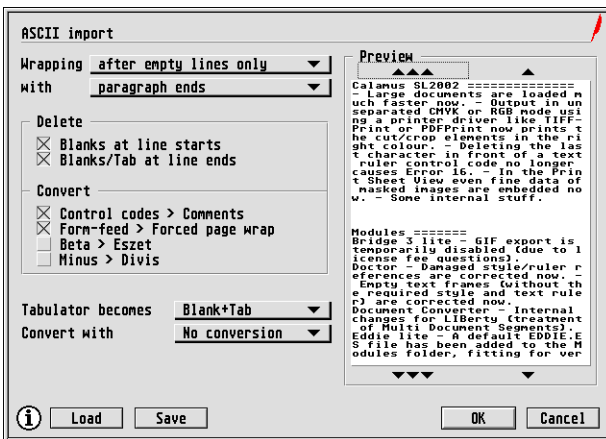 ASCII import
Wrapping after empty lines only
with paragraph ends
Delete
Blanks at line starts
Blanks/Tab at line ends
Convert
Control codes > Comments
Form-feed > Forced page wrap
Beta > Eszet
Minus > Divis
Tabulator becomes Blank+Tab
Convert with No conversion
Load Save
Preview
Calamus SL2002 ===============
- Large documents are loaded m
uch faster now. - Output in un
separated CMYK or RGB mode usi
ng a printer driver like TIFF-
Print or PDFPrint now prints t
he cut/crop elements in the ri
ght colour. - Deleting the las
t character in front of a text
ruler control code no longer
causes Error 16. - In the Prin
t Sheet View even fine data of
masked images are embedded no
w. - Some internal stuff.
Modules =======
Bridge 3 lite - GIF export is
temporarily disabled (due to l
icense fee questions).
Doctor - Damaged style/ruler r
eferences are corrected now. -
Empty text frames (without th
e required style and text rule
r) are corrected now.
Document Converter - Internal
changes for LIBerty (treatment
of Multi Document Segments).
Eddie lite - A default EDDIE.E
S file has been added to the M
odules folder, fitting for ver
OK Cancel